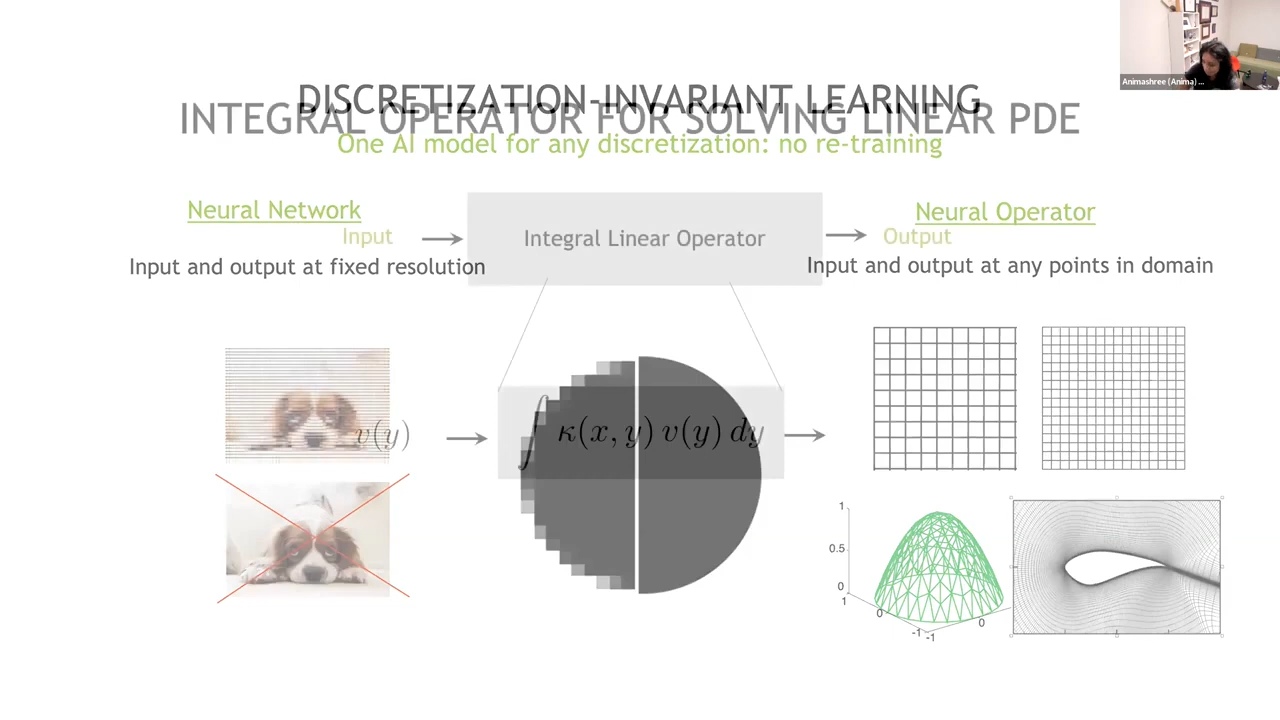 Animashree (Anima) ...
DISCRETIZATION-INVARIANT LEARNING
INTEGRAL OPERATOR FOR SOLVING LINEAR PDE
One AI model for any discretization: no re-training
Neural Network
Neural Operator
Input
Integral Linear Operator
Output
Input and output at fixed resolution
Input and output at any points in domain
v(y)
∫ κ(x, y) v(y) dy
1
0.5
0
1
0
-1
-1
0